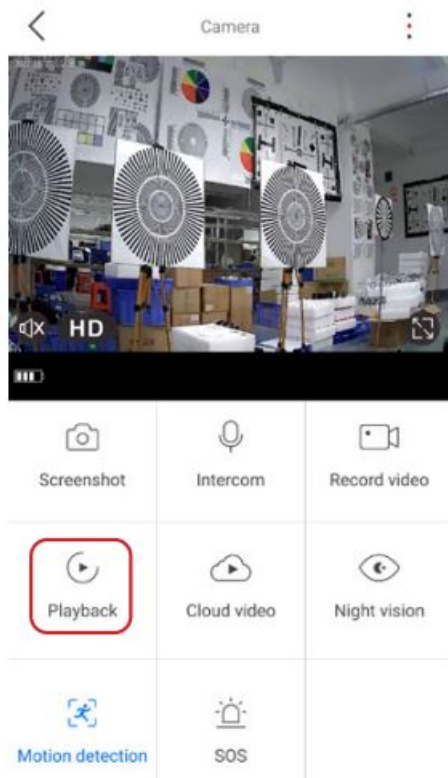 Camera
HD
Screenshot
Intercom
Record video
Playback
Cloud video
Night vision
Motion detection
SOS